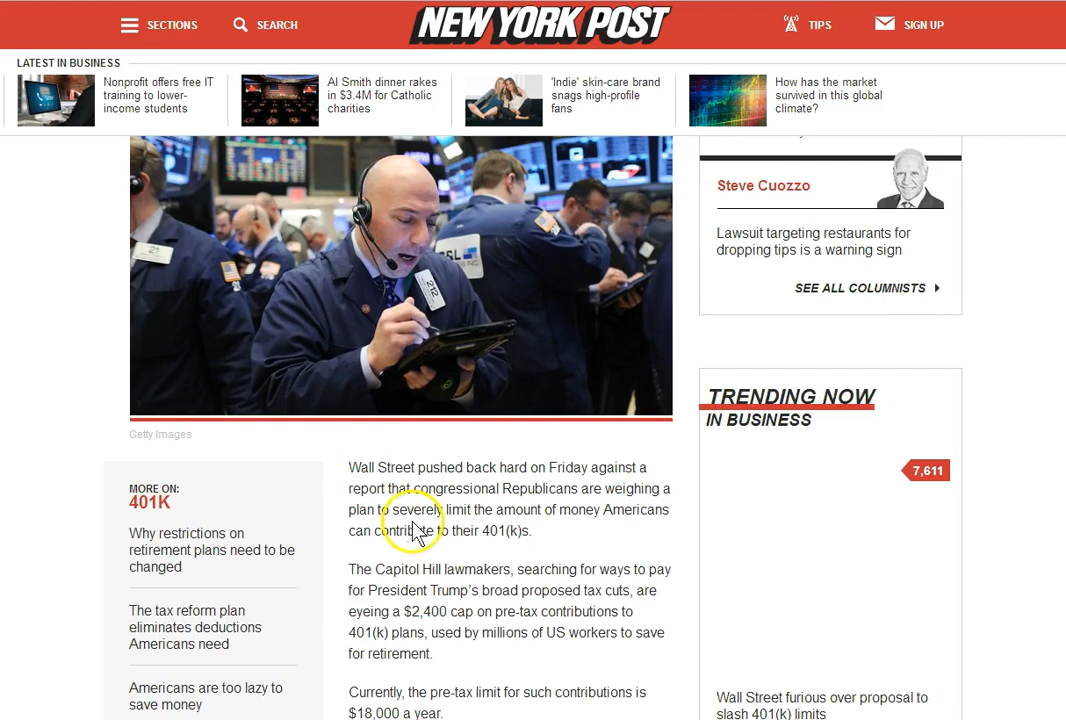 SECTIONS
SEARCH
NEW YORK POST
TIPS
SIGN UP
LATEST IN BUSINESS
Nonprofit offers free IT
training to lower-
income students
Al Smith dinner rakes
in $3.4M for Catholic
charities
'Indie' skin-care brand
snags high-profile
fans
How has the market
survived in this global
climate?
21
212
Getty Images
MORE ON:
401K
Why restrictions on
retirement plans need to be
changed
The tax reform plan
eliminates deductions
Americans need
Americans are too lazy to
save money
Wall Street pushed back hard on Friday against a
report that congressional Republicans are weighing a
plan to severely limit the amount of money Americans
can contribute to their 401(k)s.
The Capitol Hill lawmakers, searching for ways to pay
for President Trump's broad proposed tax cuts, are
eyeing a $2,400 cap on pre-tax contributions to
401(k) plans, used by millions of US workers to save
for retirement.
Currently, the pre-tax limit for such contributions is
$18,000 a year.
Steve Cuozzo
Lawsuit targeting restaurants for
dropping tips is a warning sign
SEE ALL COLUMNISTS
TRENDING NOW
IN BUSINESS
7,611
Wall Street furious over proposal to
slash 401(k) limits